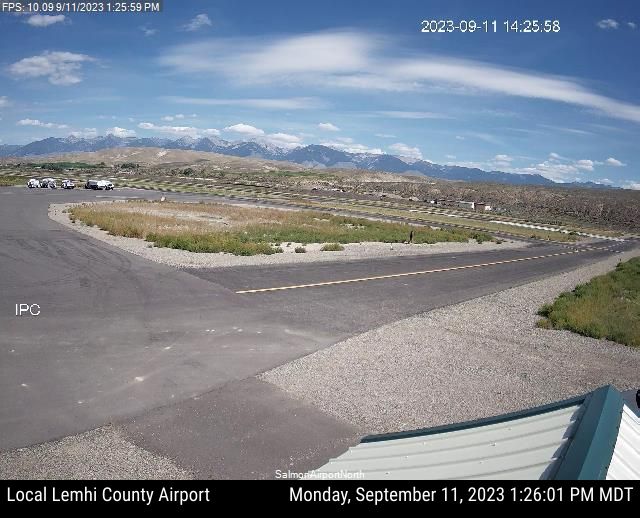 FPS: 10.09 9/11/2023 1:25:59 PM
2023-09-11 14:25:58
IPC
SalmonAirportNorth
Local Lemhi County Airport
Monday, September 11, 2023 1:26:01 PM MDT